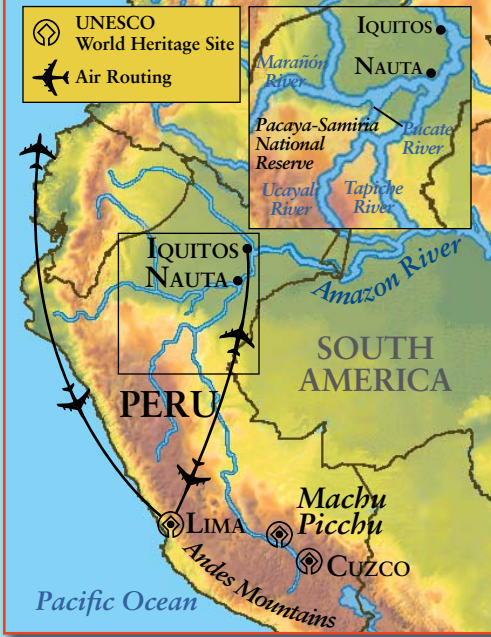 UNESCO
World Heritage Site
Air Routing
IQUITOS
NAUTA
Marañón
River
Pacaya-Samiria
National
Reserve
Pucate
River
Ucayali
River
Tapiche
River
IQUITOS
NAUTA
Amazon River
SOUTH
AMERICA
PERU
Machu
Picchu
LIMA
CUZCO
Andes Mountains
Pacific Ocean